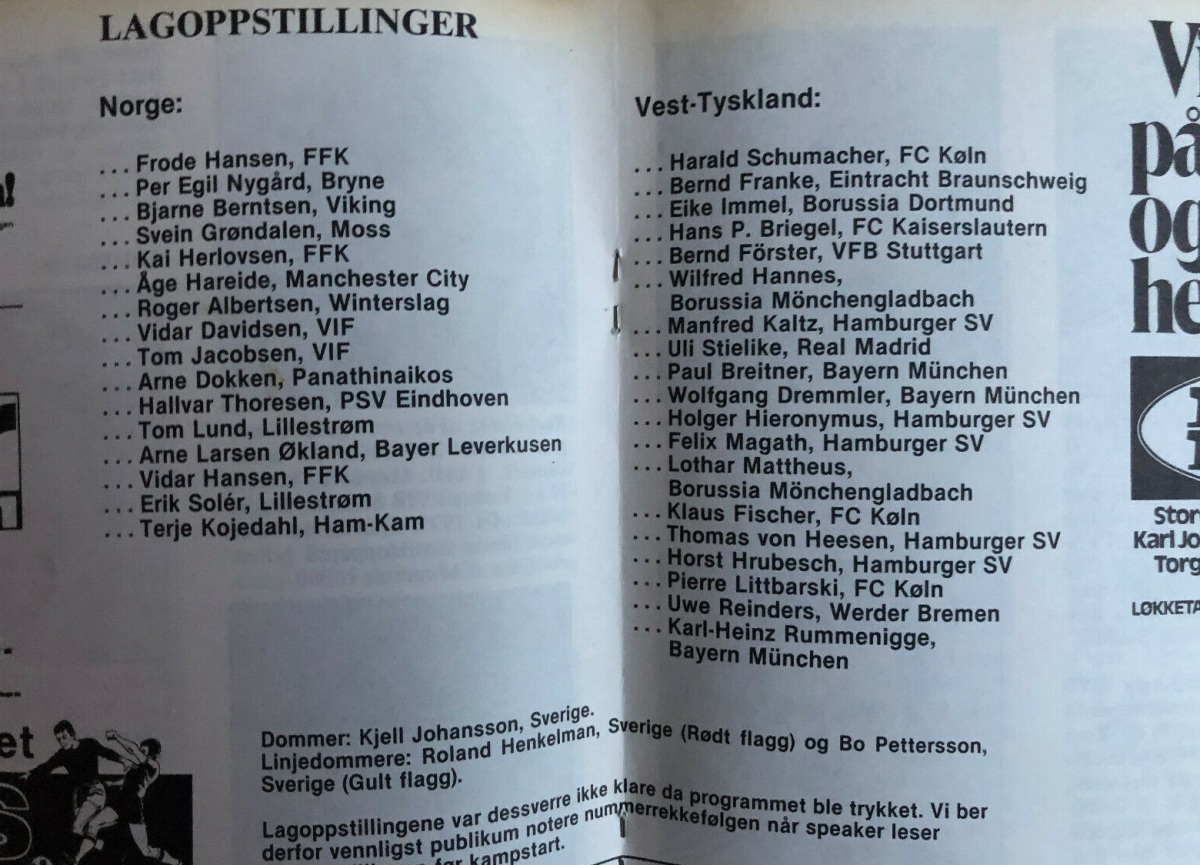 LAGOPPSTILLINGER
Norge:
... Frode Hansen, FFK
... Per Egil Nygård, Bryne
... Bjarne Berntsen, Viking
... Svein Grøndalen, Moss
... Kai Herlovsen, FFK
... Åge Hareide, Manchester City
... Roger Albertsen, Winterslag
... Vidar Davidsen, VIF
... Tom Jacobsen, VIF
... Arne Dokken, Panathinaikos
... Hallvar Thoresen, PSV Eindhoven
... Tom Lund, Lillestrøm
... Arne Larsen Økland, Bayer Leverkusen
... Vidar Hansen, FFK
... Erik Solér, Lillestrøm
... Terje Kojedahl, Ham-Kam
Vest-Tyskland:
... Harald Schumacher, FC Køln
... Bernd Franke, Eintracht Braunschweig
... Eike Immel, Borussia Dortmund
... Hans P. Briegel, FC Kaiserslautern
... Bernd Förster, VFB Stuttgart
... Wilfred Hannes,
Borussia Mönchengladbach
... Manfred Kaltz, Hamburger SV
... Uli Stielike, Real Madrid
... Paul Breitner, Bayern München
... Wolfgang Dremmler, Bayern München
... Holger Hieronymus, Hamburger SV
... Felix Magath, Hamburger SV
... Lothar Mattheus,
Borussia Mönchengladbach
... Klaus Fischer, FC Køln
... Thomas von Heesen, Hamburger SV
... Horst Hrubesch, Hamburger SV
... Pierre Littbarski, FC Køln
... Uwe Reinders, Werder Bremen
... Karl-Heinz Rummenigge,
Bayern München
Dommer: Kjell Johansson, Sverige.
Linjedommere: Roland Henkelman, Sverige (Rødt flagg) og Bo Pettersson,
Sverige (Gult flagg).
Lagoppstillingene var dessverre ikke klare da programmet ble trykket. Vi ber
derfor vennligst publikum notere nummerrekkefølgen når speaker leser
før kampstart.
på
og